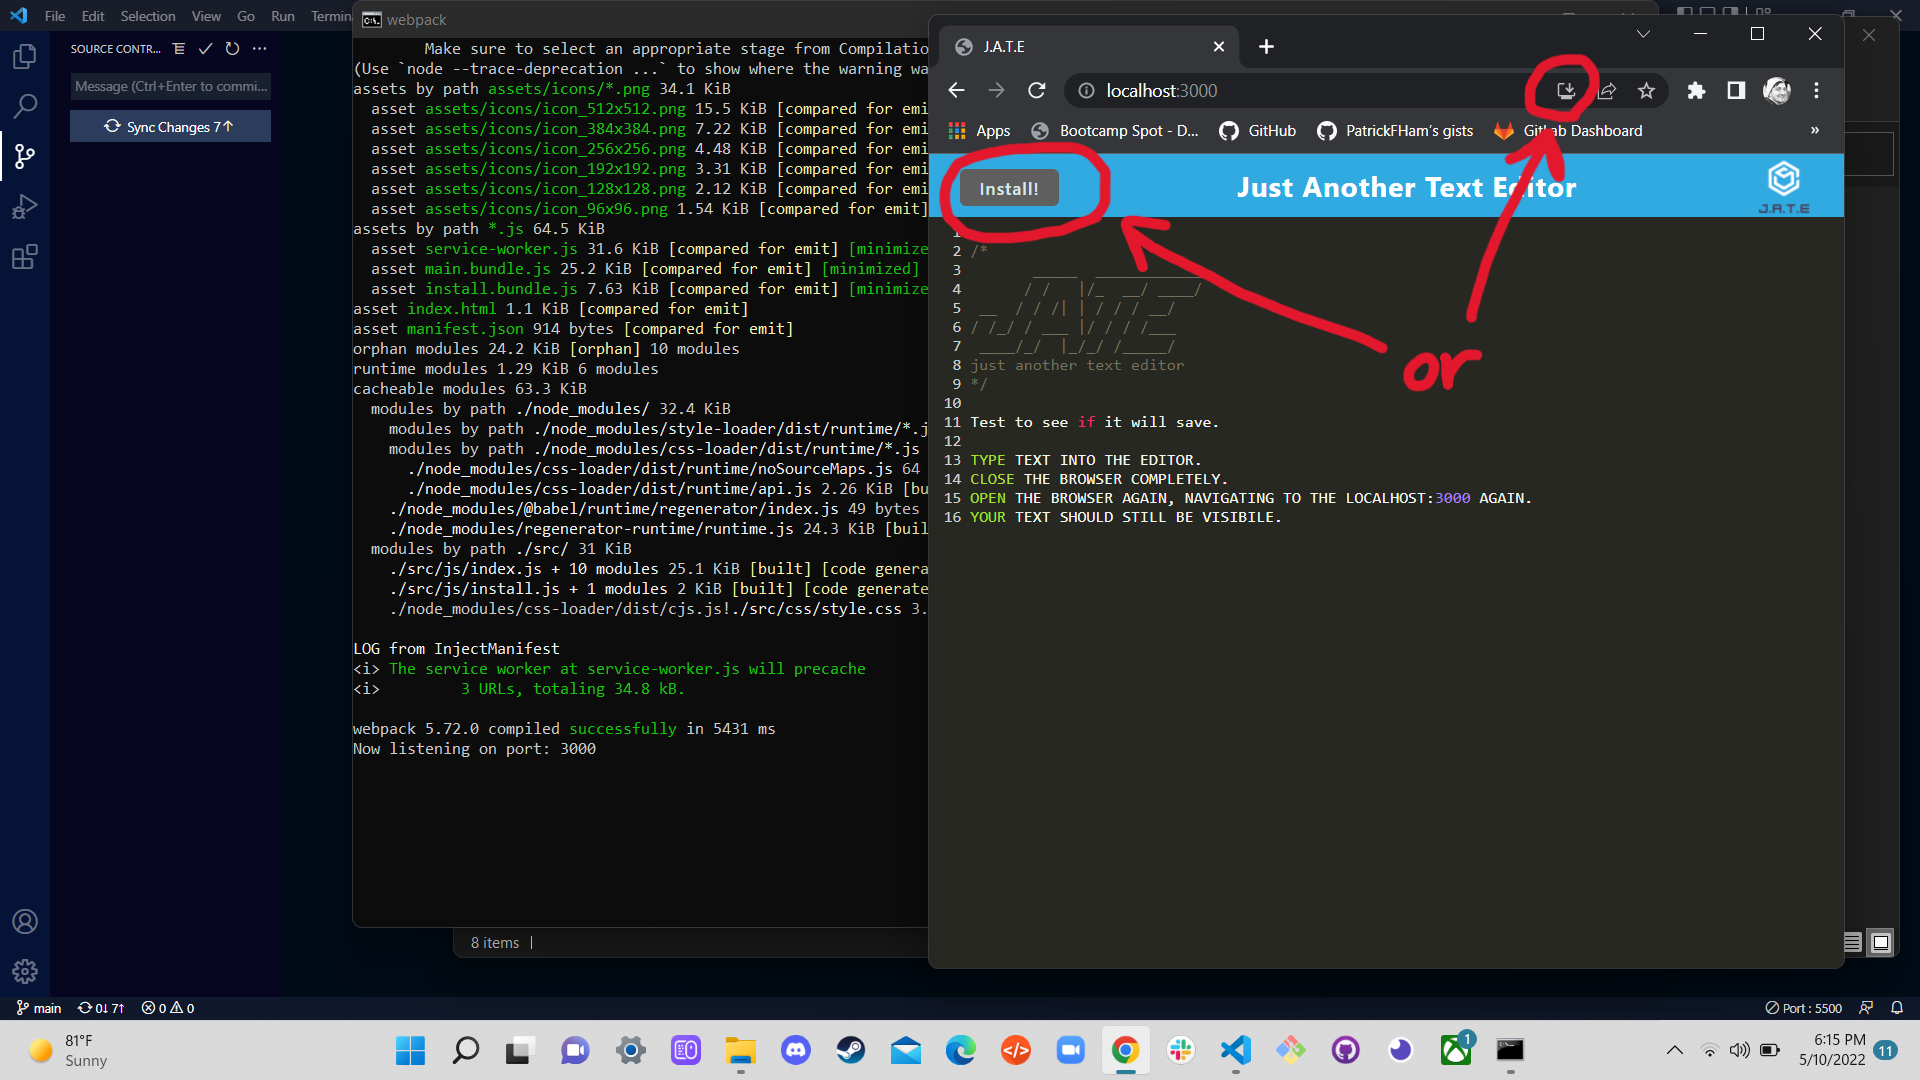 File Edit Selection View Go Run Termin
SOURCE CONTR...
Message (Ctrl+Enter to commi...
Sync Changes 7↑
webpack
Make sure to select an appropriate stage from Compilatio
(Use `node --trace-deprecation ...` to show where the warning wa
assets by path assets/icons/*.png 34.1 KiB
asset assets/icons/icon_512x512.png 15.5 KiB [compared for emi
asset assets/icons/icon_384x384.png 7.22 KiB [compared for emi
asset assets/icons/icon_256x256.png 4.48 KiB [compared for emi
asset assets/icons/icon_192x192.png 3.31 KiB [compared for emi
asset assets/icons/icon_128x128.png 2.12 KiB [compared for emi
asset assets/icons/icon_96x96.png 1.54 KiB [compared for emit]
assets by path *.js 64.5 KiB
asset service-worker.js 31.6 KiB [compared for emit] [minimize
asset main.bundle.js 25.2 KiB [compared for emit] [minimized]
asset install.bundle.js 7.63 KiB [compared for emit] [minimize
asset index.html 1.1 KiB [compared for emit]
asset manifest.json 914 bytes [compared for emit]
orphan modules 24.2 KiB [orphan] 10 modules
runtime modules 1.29 KiB 6 modules
cacheable modules 63.3 KiB
modules by path ./node_modules/ 32.4 KiB
modules by path ./node_modules/style-loader/dist/runtime/*.j
modules by path ./node_modules/css-loader/dist/runtime/*.js
./node_modules/css-loader/dist/runtime/noSourceMaps.js 64
./node_modules/css-loader/dist/runtime/api.js 2.26 KiB [bu
./node_modules/@babel/runtime/regenerator/index.js 49 bytes
./node_modules/regenerator-runtime/runtime.js 24.3 KiB [buil
modules by path ./src/ 31 KiB
./src/js/index.js + 10 modules 25.1 KiB [built] [code genera
./src/js/install.js + 1 modules 2 KiB [built] [code generate
./node_modules/css-loader/dist/cjs.js!./src/css/style.css 3.
LOG from InjectManifest
<i> The service worker at service-worker.js will precache
<i> 3 URLs, totaling 34.8 kB.
webpack 5.72.0 compiled successfully in 5431 ms
Now listening on port: 3000
8 items
J.A.T.E
localhost:3000
Apps Bootcamp Spot - D... GitHub PatrickFHam's gists GitLab Dashboard »
Install! Just Another Text Editor J.A.T.E
1
2 /*
3 _____ ____________
4 / / |/_ __/ ____/
5 __ / / /| | / / / __/
6 / /_/ / ___ |/ / / /___
7 ____/_/ |_/_/ /_____/
8 just another text editor
9 */
10
11 Test to see if it will save.
12
13 TYPE TEXT INTO THE EDITOR.
14 CLOSE THE BROWSER COMPLETELY.
15 OPEN THE BROWSER AGAIN, NAVIGATING TO THE LOCALHOST:3000 AGAIN.
16 YOUR TEXT SHOULD STILL BE VISIBILE.
or
main 0↓ 7↑ 0 0 Port : 5500
81°F
Sunny
1
6:15 PM
5/10/2022
11